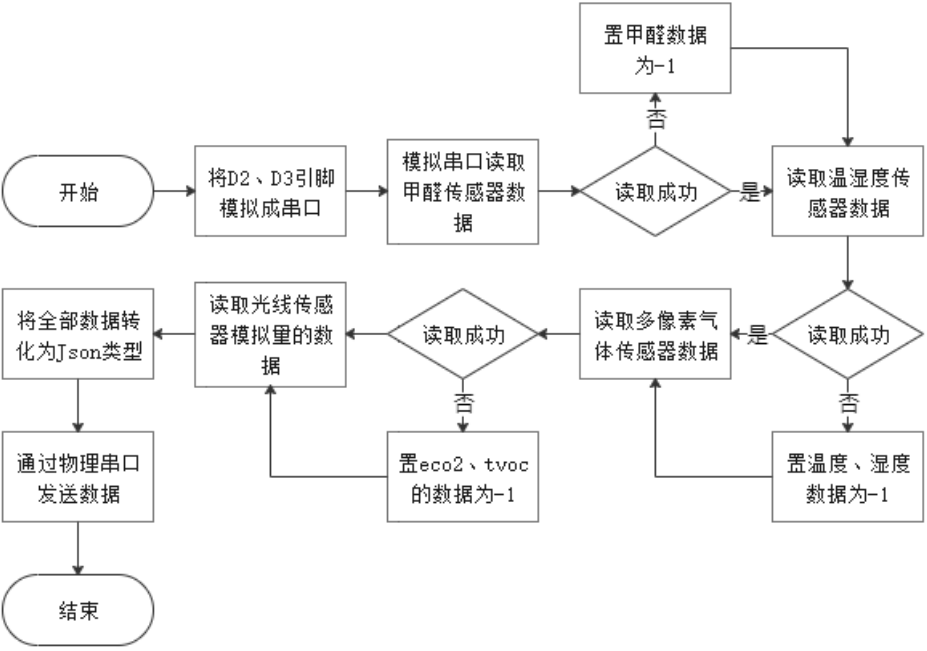 置甲醛数据
为-1
否
开始
将D2、D3引脚
模拟成串口
模拟串口读取
甲醛传感器数
据
读取成功
是
读取温湿度传
感器数据
将全部数据转
化为Json类型
读取光线传感
器模拟量的数
据
读取成功
读取多像素气
体传感器数据
是
读取成功
否
否
通过物理串口
发送数据
置eco2、tvoc
的数据为-1
置温度、湿度
数据为-1
结束